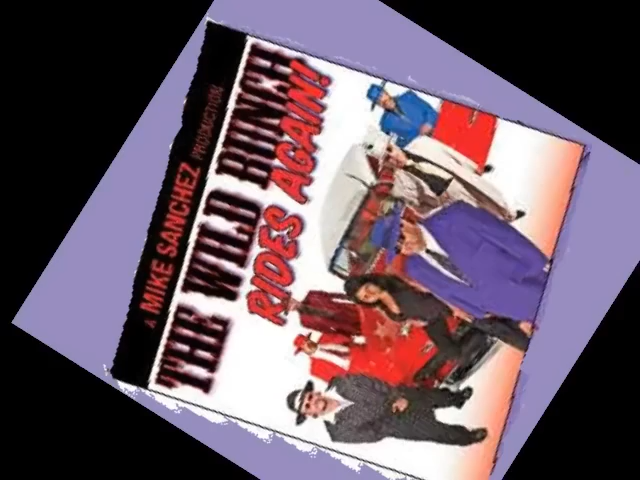 A MIKE SANCHEZ PRODUCTION
THE WILD BUNCH
RIDES AGAIN!